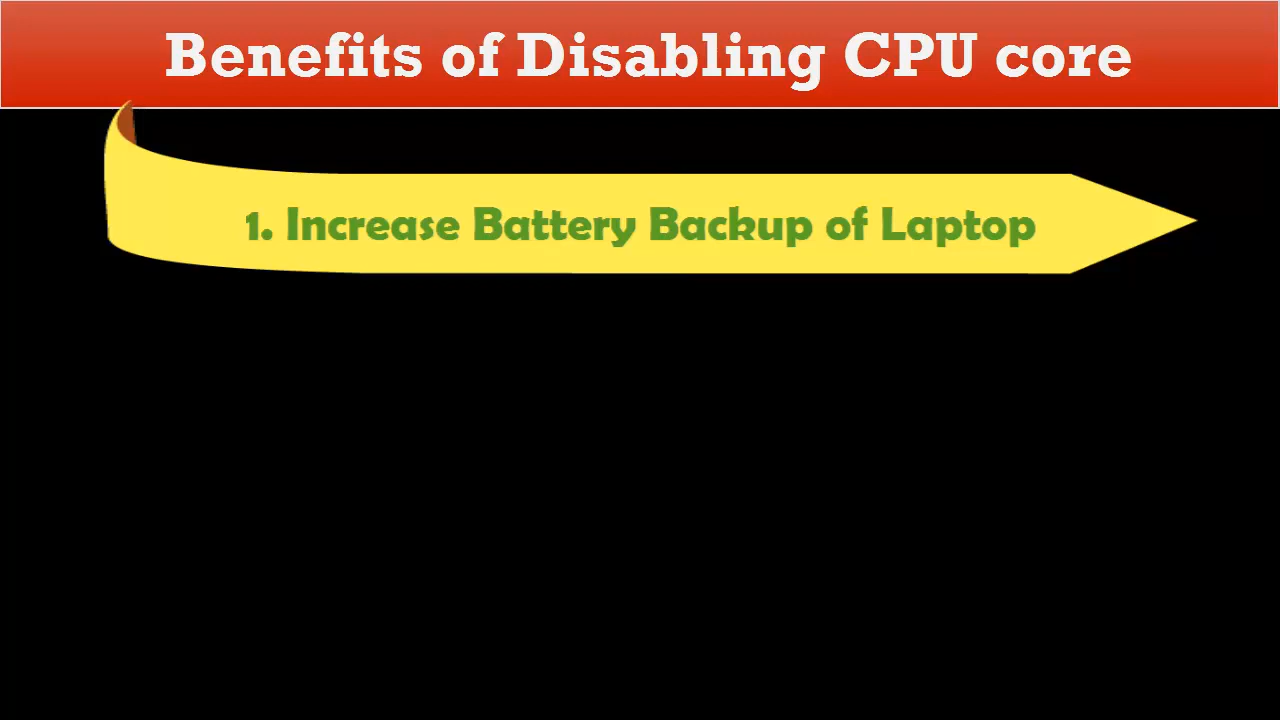 Benefits of Disabling CPU core
1. Increase Battery Backup of Laptop